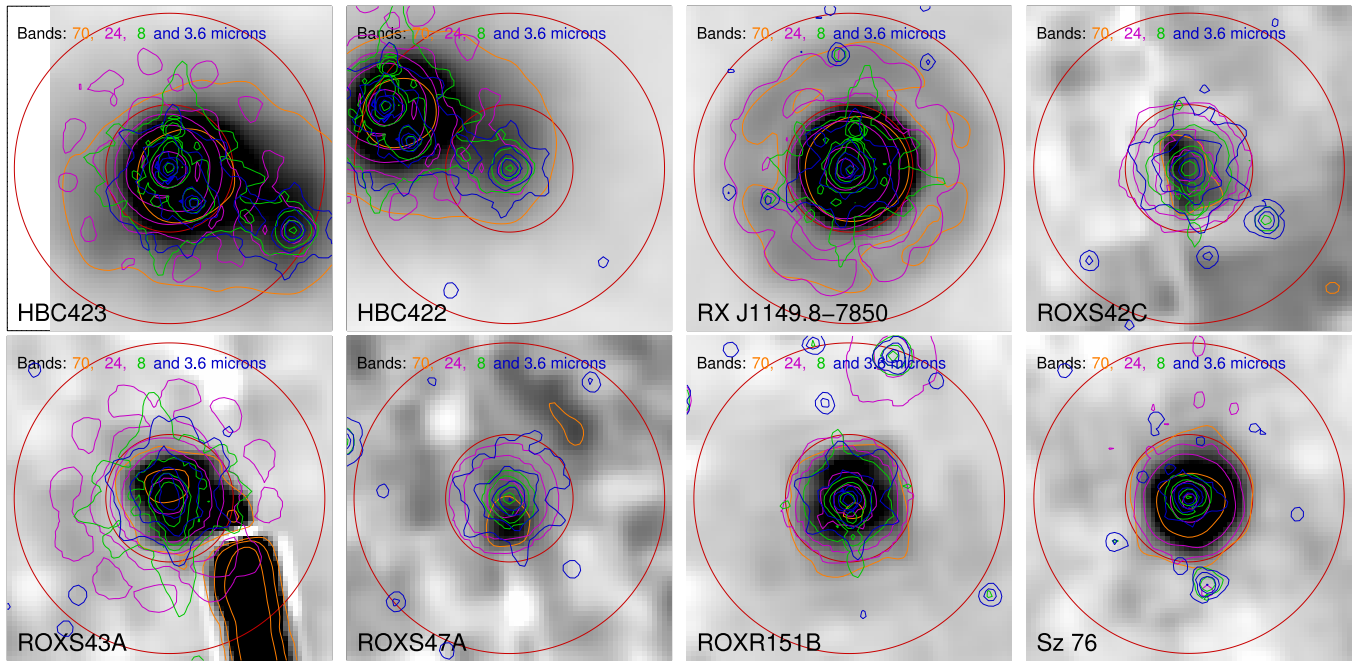 Bands: 70, 24, 8 and 3.6 microns
Bands: 70, 24, 8 and 3.6 microns
Bands: 70, 24, 8 and 3.6 microns
Bands: 70, 24, 8 and 3.6 microns
HBC423
HBC422
RX J1149.8−7850
ROXS42C
Bands: 70, 24, 8 and 3.6 microns
Bands: 70, 24, 8 and 3.6 microns
Bands: 70, 24, 8 and 3.6 microns
Bands: 70, 24, 8 and 3.6 microns
ROXS43A
ROXS47A
ROXR151B
Sz 76